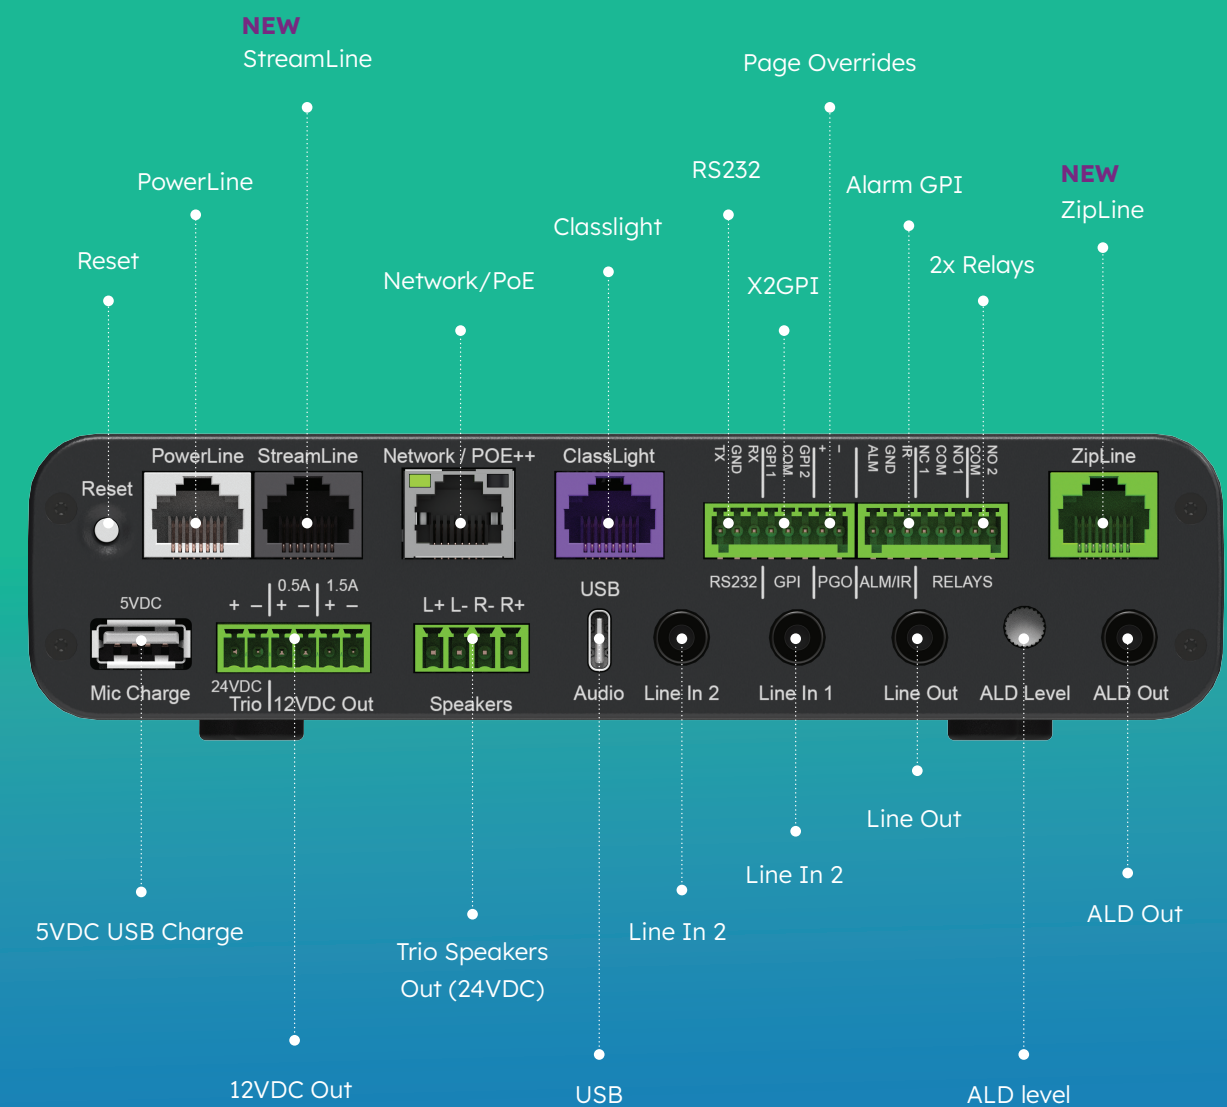 NEW
StreamLine
Page Overrides
RS232
NEW
PowerLine
Alarm GPI
ZipLine
Classlight
Reset
2x Relays
Network/PoE
X2GPI
PowerLine StreamLine Network / POE++ ClassLight
TX GND RX GPI 1 COM GPI 2 + – ALM GND IR NC 1 COM NO 1 COM NO 2
ZipLine
Reset
RS232 GPI PGO ALM/IR RELAYS
5VDC
+ – 0.5A + – 1.5A + –
L+ L- R- R+
USB
Mic Charge
24VDC
Trio 12VDC Out
Speakers
Audio Line In 2 Line In 1 Line Out ALD Level ALD Out
Line Out
Line In 2
ALD Out
5VDC USB Charge
Line In 2
Trio Speakers
Out (24VDC)
12VDC Out
USB
ALD level